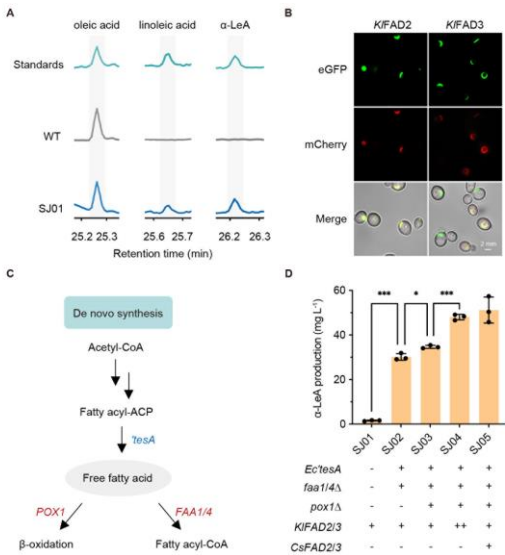 A
oleic acid linoleic acid α-LeA
Standards
WT
SJ01
25.2 25.3 25.6 25.7 26.2 26.3
Retention time (min)
B
KlFAD2 KlFAD3
eGFP
mCherry
Merge
2 mm
C
De novo synthesis
Acetyl-CoA
Fatty acyl-ACP
'tesA
Free fatty acid
POX1 FAA1/4
β-oxidation Fatty acyl-CoA
D
α-LeA production (mg L⁻¹)
60
40
20
0
*** * ***
SJ01 SJ02 SJ03 SJ04 SJ05
Ec'tesA - + + + +
faa1/4Δ - + + + +
pox1Δ - - + + +
KlFAD2/3 + + + ++ +
CsFAD2/3 - - - - +